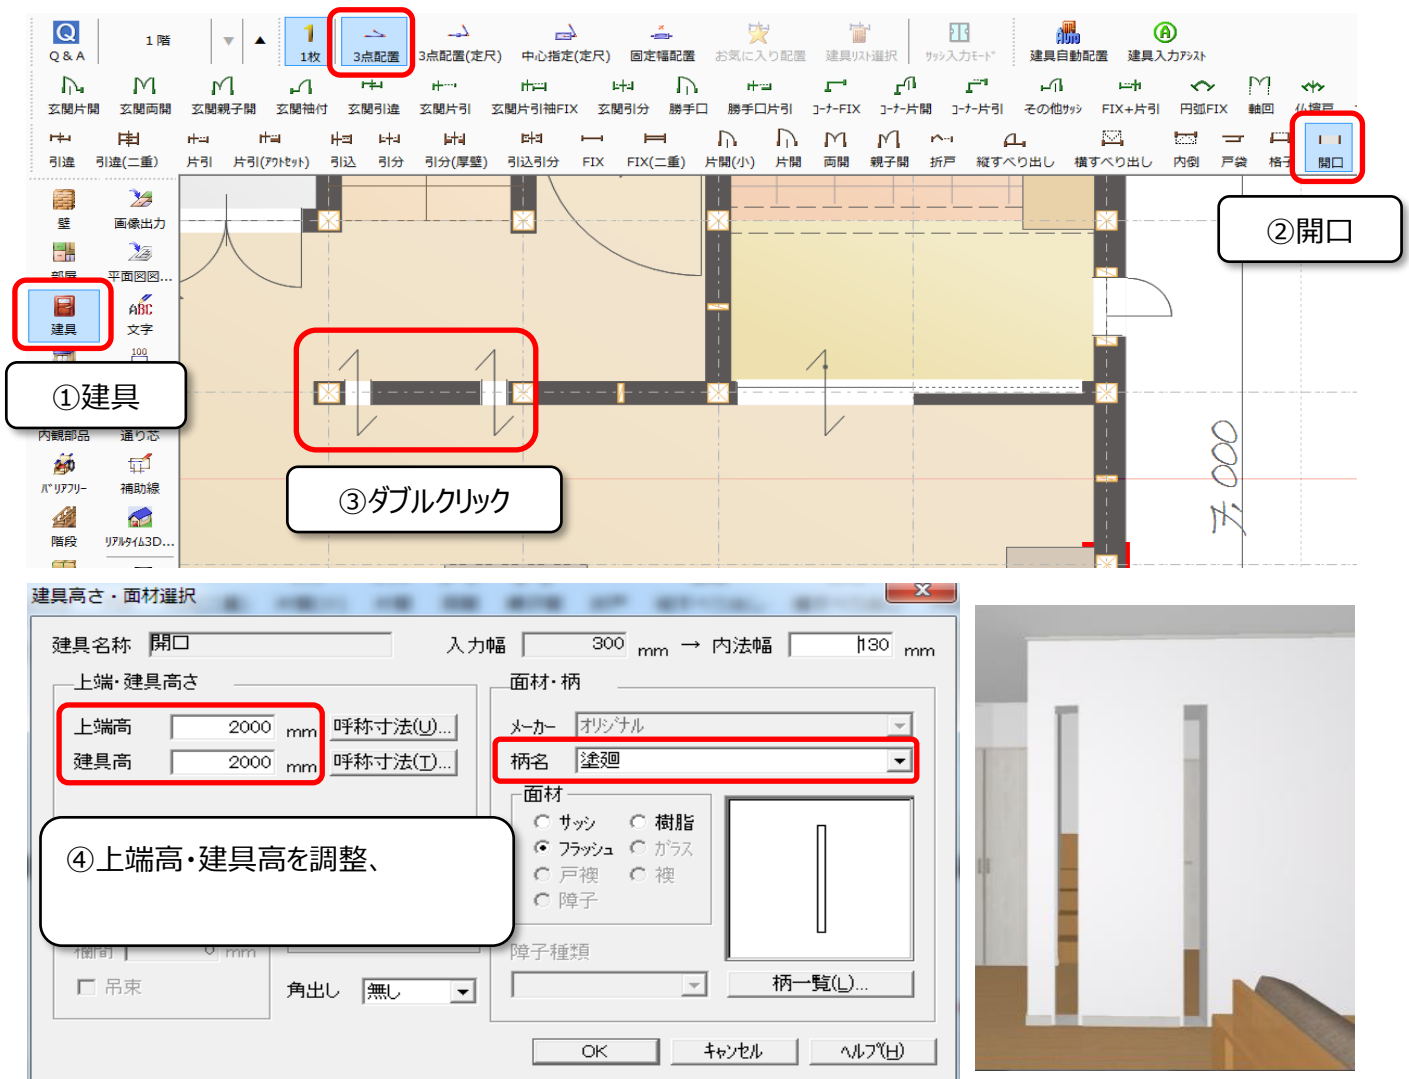 Q & A
1 階
▼
▲
1
1枚
3点配置
3点配置(定尺)
中心指定(定尺)
固定幅配置
お気に入り配置
建具リスト選択
サッシ入力モード
建具自動配置
建具入力アシスト
玄関片開
玄関両開
玄関親子開
玄関袖付
玄関引違
玄関片引
玄関片引袖FIX
玄関引分
勝手口
勝手口片引
コーナーFIX
コーナー片開
コーナー片引
その他サッシ
FIX+片引
円弧FIX
軸回
仏壇戸
引違
引違(二重)
片引
片引(アウトセット)
引込
引分
引分(厚壁)
引込引分
FIX
FIX(二重)
片開(小)
片開
両開
親子開
折戸
縦すべり出し
横すべり出し
内倒
戸袋
格子
開口
②開口
壁
画像出力
部屋
平面図図...
建具
ABC
文字
100
①建具
内観部品
通り芯
バリアフリー
補助線
階段
リアルタイム3D...
③ダブルクリック
7,000
建具高さ・面材選択
建具名称 開口
入力幅 300 mm → 内法幅 130 mm
上端・建具高さ
上端高 2000 mm 呼称寸法(U)...
建具高 2000 mm 呼称寸法(T)...
面材・柄
メーカー オリジナル
柄名 塗廻
面材
サッシ 樹脂
フラッシュ ガラス
戸襖 襖
障子
④上端高・建具高を調整、
欄間 0 mm
吊束
角出し 無し
障子種類
柄一覧(L)...
OK
キャンセル
ヘルプ(H)